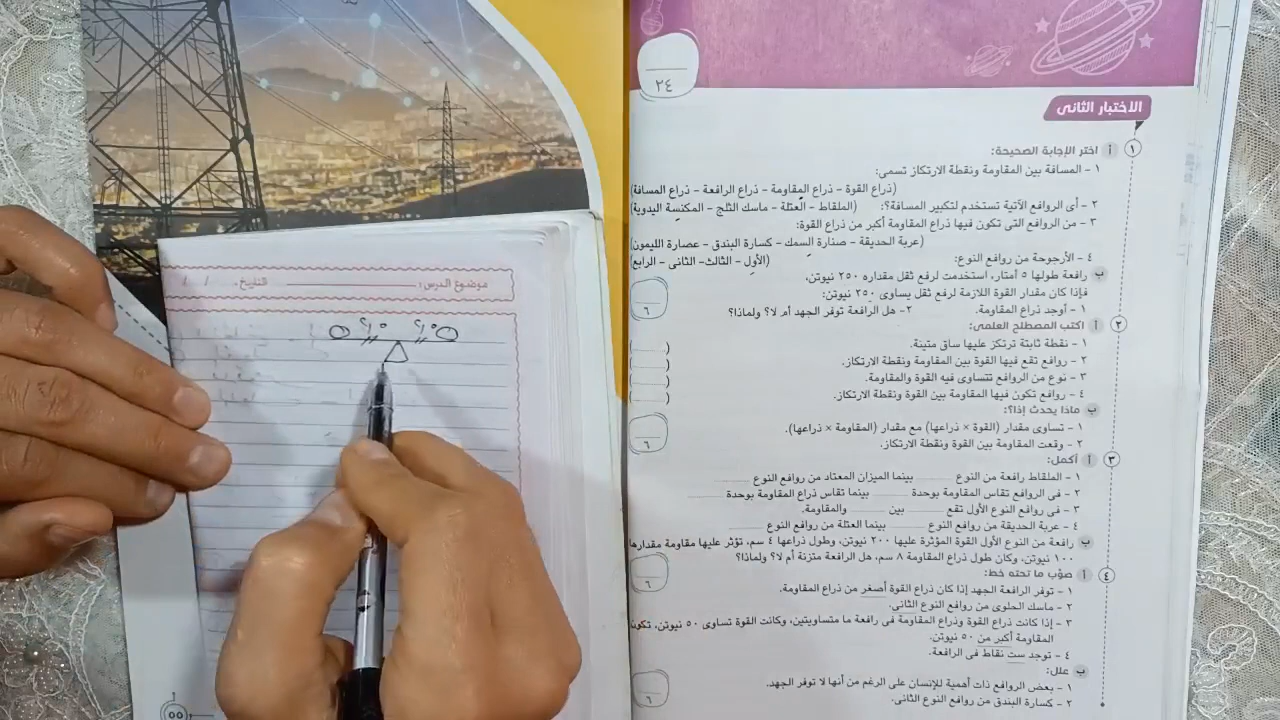 ٢٤
الاختبار الثانى
١ أ اختر الإجابة الصحيحة:
١ - المسافة بين المقاومة ونقطة الارتكاز تسمى:
(ذراع القوة - ذراع المقاومة - ذراع الرافعة - ذراع المسافة)
٢ - أى الروافع الآتية تستخدم لتكبير المسافة؟: (الملقاط - العتلة - ماسك الثلج - المكنسة اليدوية)
٣ - من الروافع التى تكون فيها ذراع المقاومة أكبر من ذراع القوة:
(عربة الحديقة - صنارة السمك - كسارة البندق - عصارة الليمون)
٤ - الأرجوحة من روافع النوع: (الأول - الثالث - الثانى - الرابع)
ب رافعة طولها ٥ أمتار، استخدمت لرفع ثقل مقداره ٢٥٠ نيوتن،
فإذا كان مقدار القوة اللازمة لرفع ثقل يساوى ٢٥٠ نيوتن:
١ - أوجد ذراع المقاومة. ٢ - هل الرافعة توفر الجهد أم لا؟ ولماذا؟
٦
٢ أ اكتب المصطلح العلمى:
١ - نقطة ثابتة ترتكز عليها ساق متينة.
٢ - روافع تقع فيها القوة بين المقاومة ونقطة الارتكاز.
٣ - نوع من الروافع تتساوى فيه القوة والمقاومة.
٤ - روافع تكون فيها المقاومة بين القوة ونقطة الارتكاز.
ب ماذا يحدث إذا؟:
١ - تساوى مقدار (القوة × ذراعها) مع مقدار (المقاومة × ذراعها).
٢ - وقعت المقاومة بين القوة ونقطة الارتكاز.
٦
٣ أ أكمل:
١ - الملقاط رافعة من النوع ........ بينما الميزان المعتاد من روافع النوع ........
٢ - فى الروافع تقاس المقاومة بوحدة ........ بينما تقاس ذراع المقاومة بوحدة ........
٣ - فى روافع النوع الأول تقع ........ بين ........ والمقاومة.
٤ - عربة الحديقة من روافع النوع ........ بينما العتلة من روافع النوع ........
ب رافعة من النوع الأول القوة المؤثرة عليها ٢٠٠ نيوتن، وطول ذراعها ٤ سم، تؤثر عليها مقاومة مقدارها
١٠٠ نيوتن، وكان طول ذراع المقاومة ٨ سم، هل الرافعة متزنة أم لا؟ ولماذا؟
٦
٤ أ صوّب ما تحته خط:
١ - توفر الرافعة الجهد إذا كان ذراع القوة أصغر من ذراع المقاومة.
٢ - ماسك الحلوى من روافع النوع الثانى.
٣ - إذا كانت ذراع القوة وذراع المقاومة فى رافعة ما متساويتين، وكانت القوة تساوى ٥٠ نيوتن، تكون
المقاومة أكبر من ٥٠ نيوتن.
٤ - توجد ست نقاط فى الرافعة.
ب علل:
١ - بعض الروافع ذات أهمية للإنسان على الرغم من أنها لا توفر الجهد.
٢ - كسارة البندق من روافع النوع الثانى.
٦
موضوع الدرس: التاريخ: / /